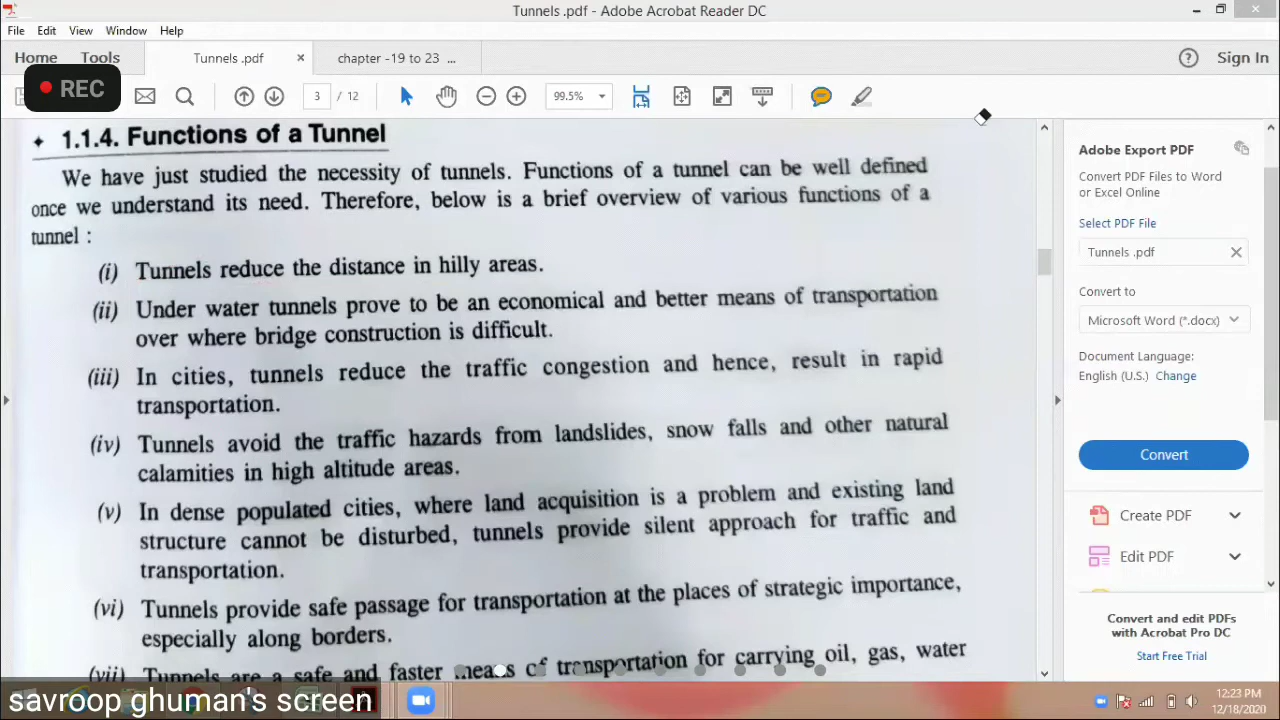 Tunnels .pdf - Adobe Acrobat Reader DC
File Edit View Window Help
Home Tools Tunnels .pdf × chapter -19 to 23 ... Sign In
REC 3 / 12 99.5%
✦ 1.1.4. Functions of a Tunnel
We have just studied the necessity of tunnels. Functions of a tunnel can be well defined
once we understand its need. Therefore, below is a brief overview of various functions of a
tunnel :
(i) Tunnels reduce the distance in hilly areas.
(ii) Under water tunnels prove to be an economical and better means of transportation
over where bridge construction is difficult.
(iii) In cities, tunnels reduce the traffic congestion and hence, result in rapid
transportation.
(iv) Tunnels avoid the traffic hazards from landslides, snow falls and other natural
calamities in high altitude areas.
(v) In dense populated cities, where land acquisition is a problem and existing land
structure cannot be disturbed, tunnels provide silent approach for traffic and
transportation.
(vi) Tunnels provide safe passage for transportation at the places of strategic importance,
especially along borders.
(vii) Tunnels are a safe and faster means of transportation for carrying oil, gas, water
Adobe Export PDF
Convert PDF Files to Word
or Excel Online
Select PDF File
Tunnels .pdf
Convert to
Microsoft Word (*.docx)
Document Language:
English (U.S.) Change
Convert
Create PDF
Edit PDF
Convert and edit PDFs
with Acrobat Pro DC
Start Free Trial
savroop ghuman's screen
12:23 PM
12/18/2020